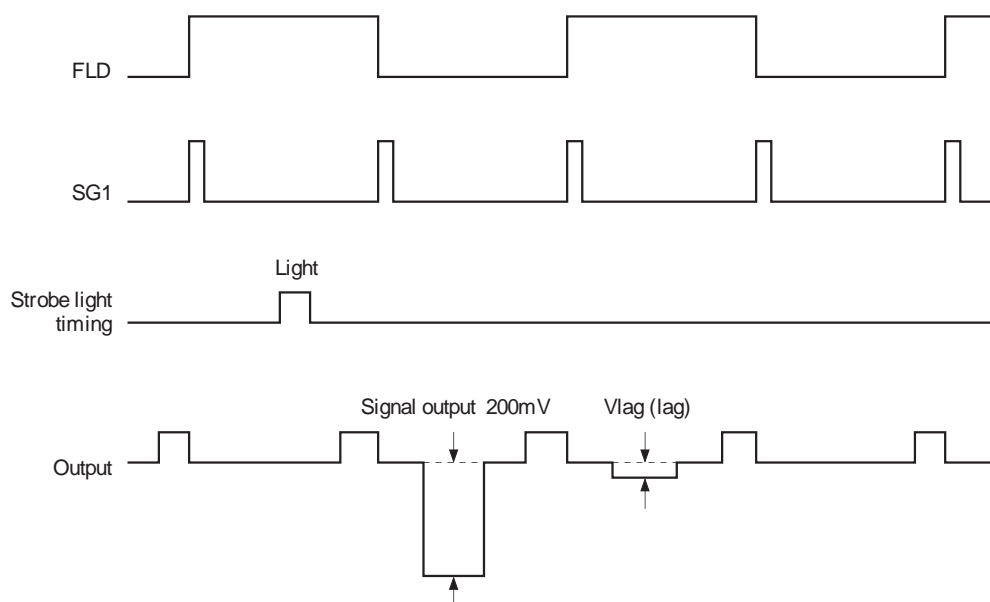 FLD
SG1
Light
Strobe light
timing
Signal output 200mV
Vlag (lag)
Output